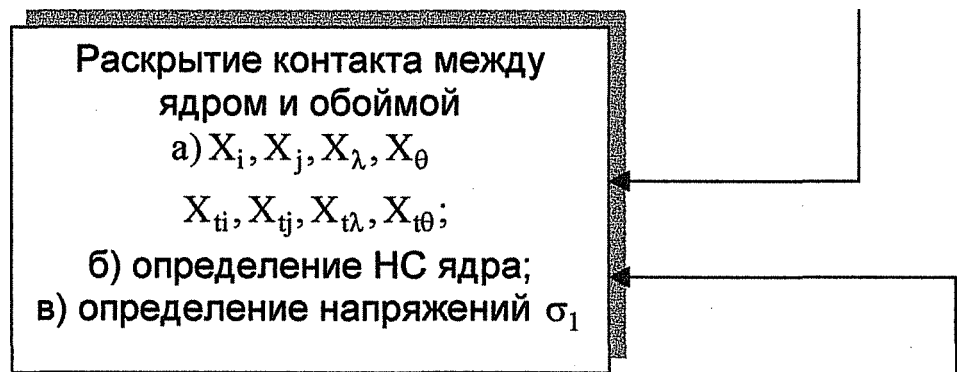 Раскрытие контакта между
ядром и обоймой
а) X_i, X_j, X_λ, X_θ
X_ti, X_tj, X_tλ, X_tθ;
б) определение НС ядра;
в) определение напряжений σ_1